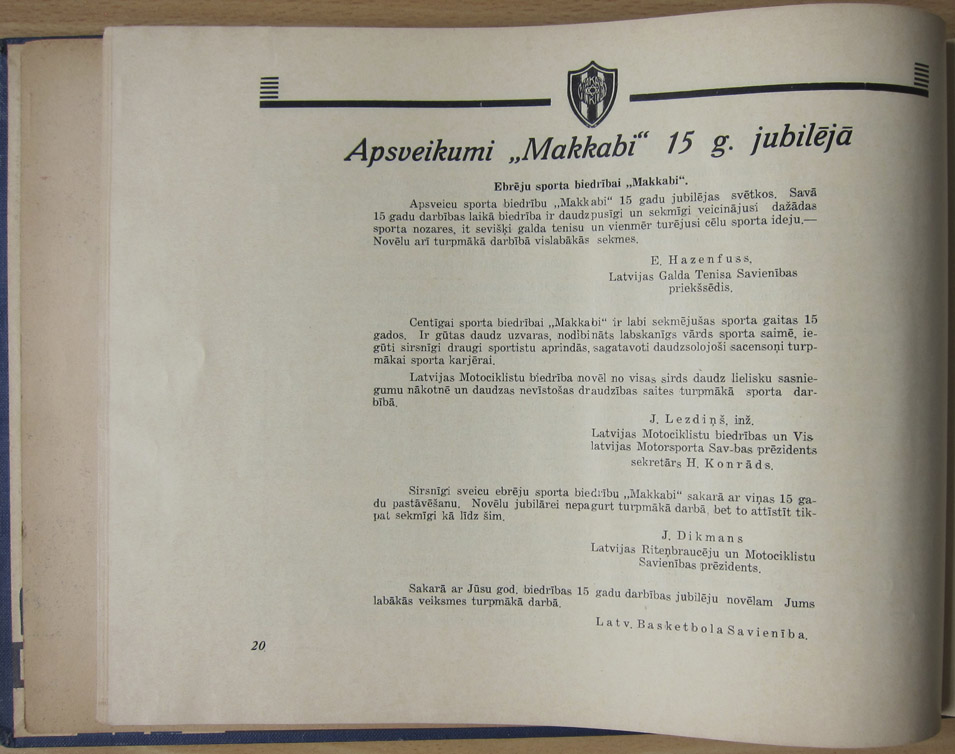 Apsveikumi „Makkabi“ 15 g. jubilējā
Ebrēju sporta biedrībai „Makkabi“.
Apsveicu sporta biedrību „Makkabi“ 15 gadu jubilējas svētkos. Savā
15 gadu darbības laikā biedrība ir daudzpusīgi un sekmīgi veicinājusi dažādas
sporta nozares, it sevišķi galda tenisu un vienmēr turējusi cēlu sporta ideju.—
Novēlu arī turpmākā darbībā vislabākās sekmes.
E. Hazenfuss,
Latvijas Galda Tenisa Savienības
priekšsēdis.
Centīgai sporta biedrībai „Makkabi“ ir labi sekmējušas sporta gaitas 15
gados. Ir gūtas daudz uzvaras, nodibināts labskanīgs vārds sporta saimē, ie-
gūti sirsnīgi draugi sportistu aprindās, sagatavoti daudzsološi sacensoņi turp-
mākai sporta karjērai.
Latvijas Motociklistu biedrība novēl no visas sirds daudz lielisku sasnie-
gumu nākotnē un daudzas nevīstošas draudzības saites turpmākā sporta dar-
bībā.
J. Lezdiņš, inž.
Latvijas Motociklistu biedrības un Vis
latvijas Motorsporta Sav-bas prēzidents
sekretārs H. Konrāds.
Sirsnīgi sveicu ebrēju sporta biedrību „Makkabi“ sakarā ar viņas 15 ga-
du pastāvēšanu. Novēlu jubilārei nepagurt turpmākā darbā, bet to attīstīt tik-
pat sekmīgi kā līdz šim.
J. Dikmans
Latvijas Riteņbraucēju un Motociklistu
Savienības prēzidents.
Sakarā ar Jūsu god. biedrības 15 gadu darbības jubilēju novēlam Jums
labākās veiksmes turpmākā darbā.
Latv. Basketbola Savienība.
20